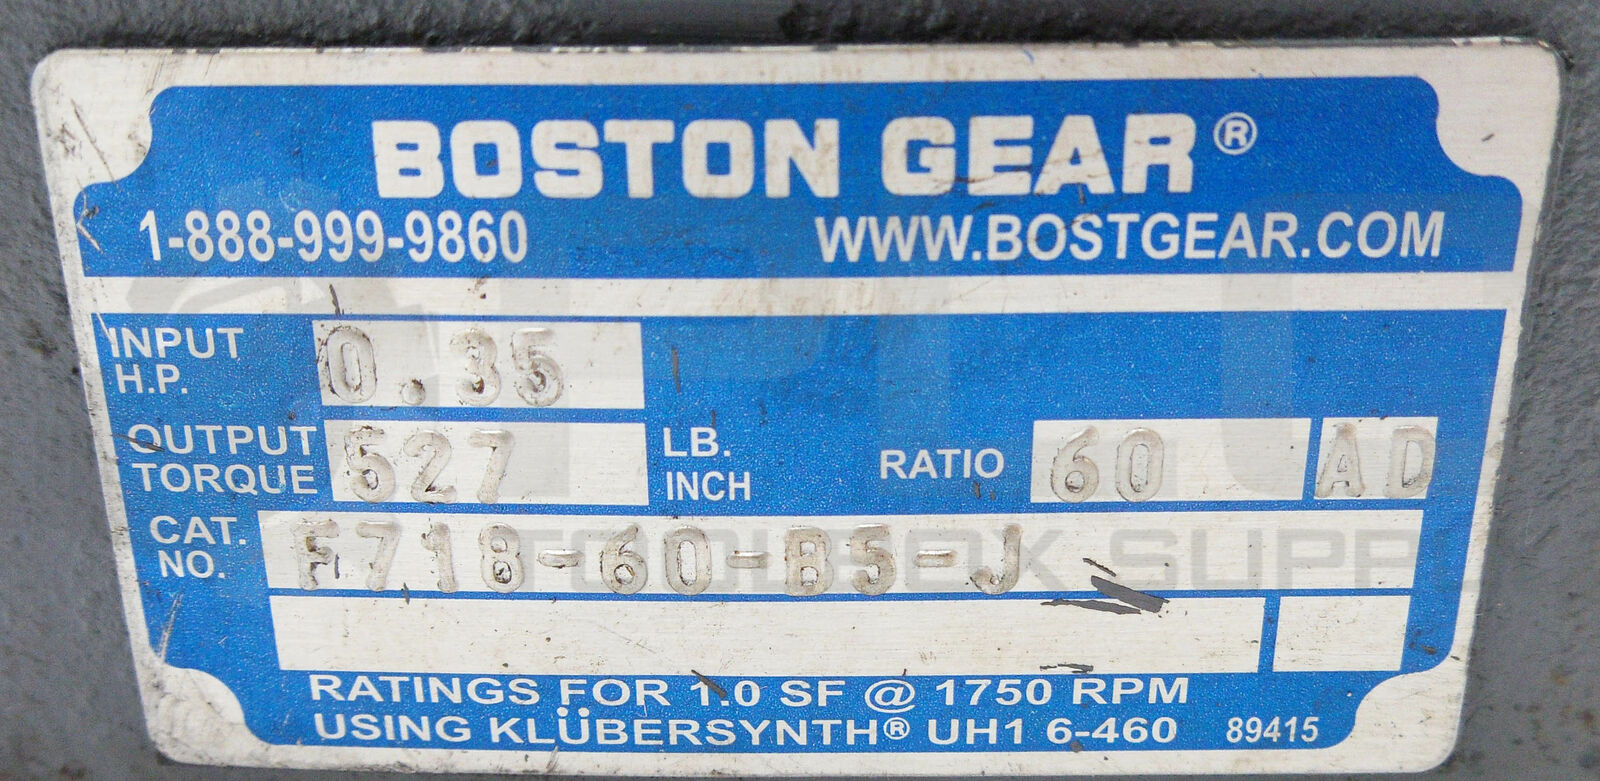 BOSTON GEAR®
1-888-999-9860 WWW.BOSTGEAR.COM
INPUT H.P. 0.35
OUTPUT TORQUE 527 LB. INCH RATIO 60 AD
CAT. NO. F718-60-B5-J
RATINGS FOR 1.0 SF @ 1750 RPM
USING KLÜBERSYNTH® UH1 6-460 89415
TOOLBOX SUPPLY